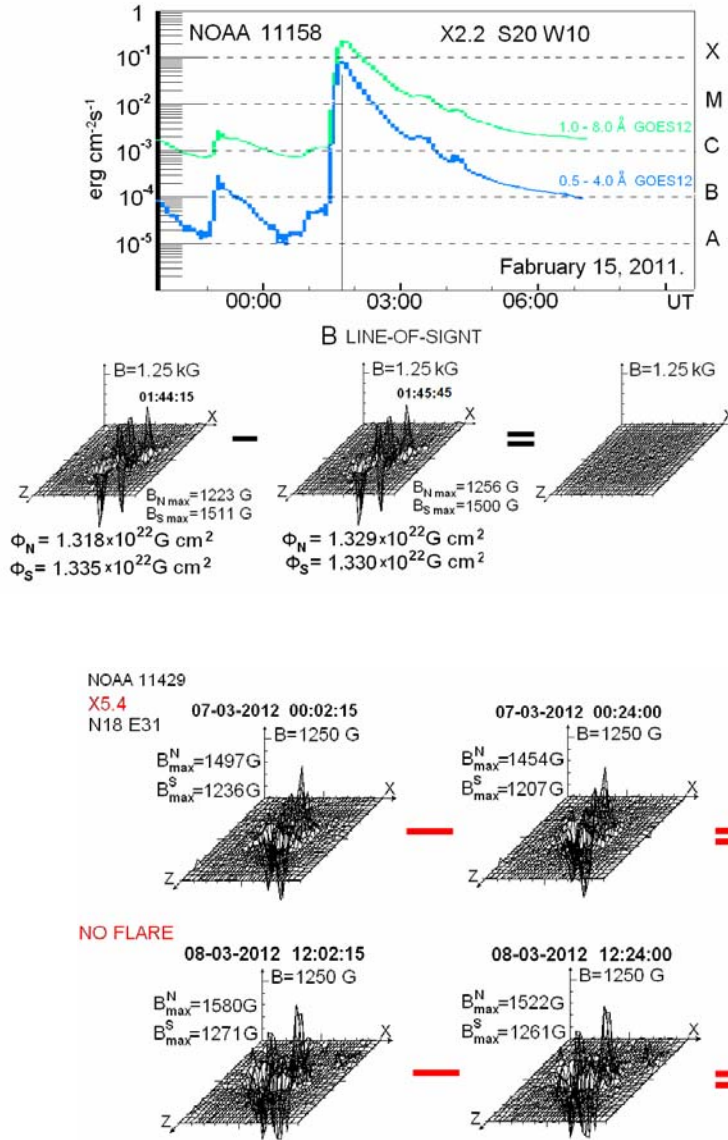 1
NOAA 11158 X2.2 S20 W10
X
10⁻¹
M
10⁻²
1.0 - 8.0 Å GOES12
C
10⁻³
0.5 - 4.0 Å GOES12
B
10⁻⁴
A
10⁻⁵
erg cm⁻²s⁻¹
Fabruary 15, 2011.
00:00 03:00 06:00 UT
B LINE-OF-SIGNT
B=1.25 kG
01:44:15
X
Z
B_N max=1223 G
B_S max=1511 G
Φ_N = 1.318×10²²G cm²
Φ_S = 1.335×10²²G cm²
−
B=1.25 kG
01:45:45
X
Z
B_N max=1256 G
B_S max=1500 G
Φ_N = 1.329×10²²G cm²
Φ_S = 1.330×10²²G cm²
=
B=1.25 kG
X
Z
NOAA 11429
X5.4
N18 E31
07-03-2012 00:02:15
B=1250 G
B^N_max=1497G
B^S_max=1236G
X
Z
−
07-03-2012 00:24:00
B=1250 G
B^N_max=1454G
B^S_max=1207G
X
Z
=
NO FLARE
08-03-2012 12:02:15
B=1250 G
B^N_max=1580G
B^S_max=1271G
X
Z
−
08-03-2012 12:24:00
B=1250 G
B^N_max=1522G
B^S_max=1261G
X
Z
=